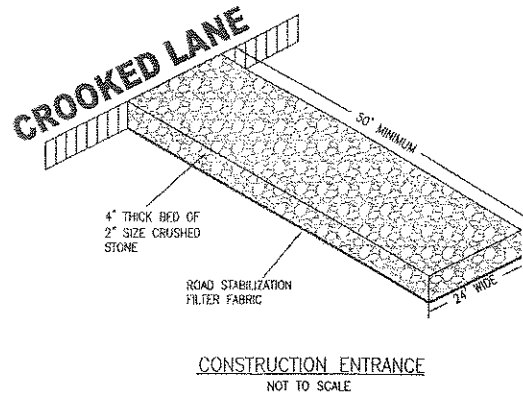 CROOKED LANE
50' MINIMUM
4" THICK BED OF
2" SIZE CRUSHED
STONE
ROAD STABILIZATION
FILTER FABRIC
24' WIDE
CONSTRUCTION ENTRANCE
NOT TO SCALE